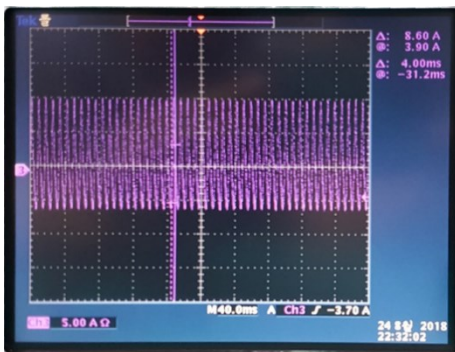 Tek
Δ: 8.60 A
@: 3.90 A
Δ: 4.00ms
@: −31.2ms
3
M 40.0ms A Ch3 ∫ −3.70 A
Ch3 5.00 A Ω
24 8월 2018
22:32:02